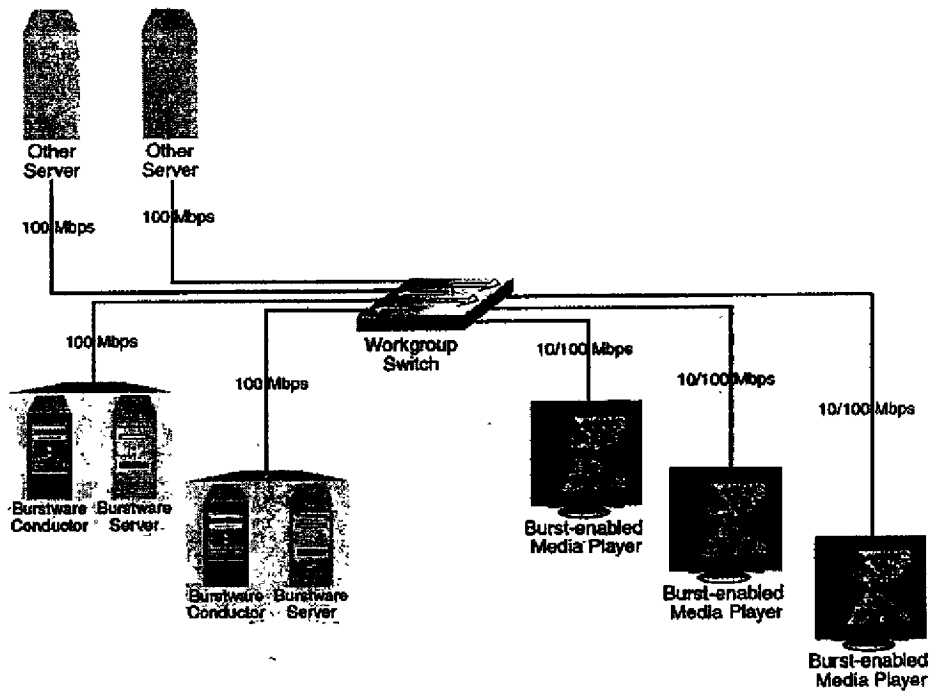 Other
Server
Other
Server
100 Mbps
100 Mbps
Workgroup
Switch
100 Mbps
100 Mbps
10/100 Mbps
10/100 Mbps
10/100 Mbps
Burstware
Conductor
Burstware
Server
Burstware
Conductor
Burstware
Server
Burst-enabled
Media Player
Burst-enabled
Media Player
Burst-enabled
Media Player